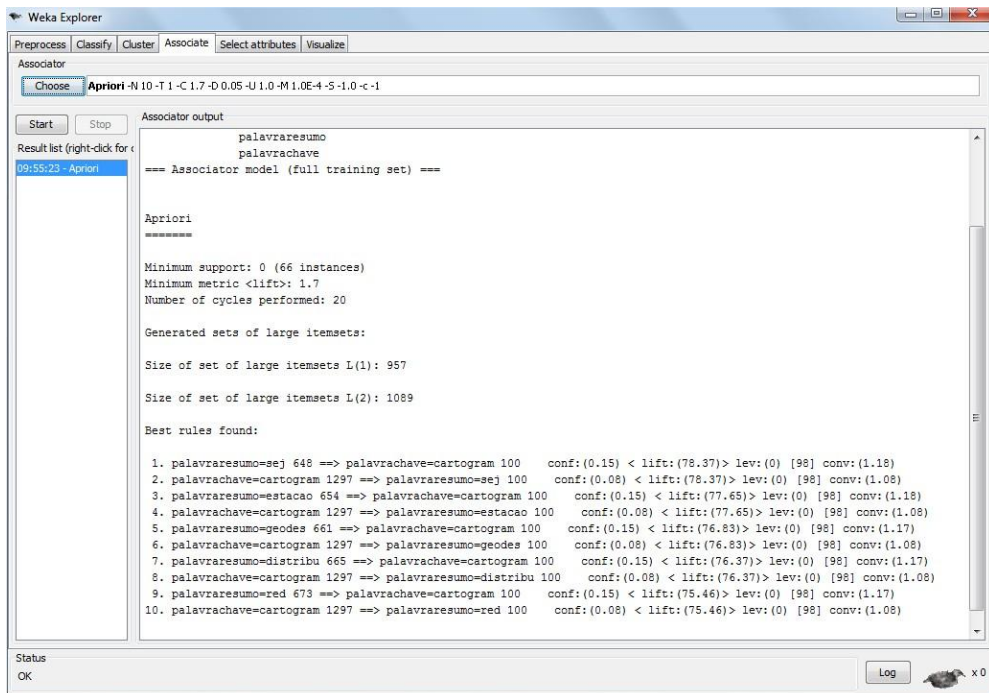 Weka Explorer
Preprocess Classify Cluster Associate Select attributes Visualize
Associator
Choose Apriori -N 10 -T 1 -C 1.7 -D 0.05 -U 1.0 -M 1.0E-4 -S -1.0 -c -1
Start Stop
Result list (right-click for
09:55:23 - Apriori
Associator output
palavraresumo
palavrachave
=== Associator model (full training set) ===
Apriori
=======
Minimum support: 0 (66 instances)
Minimum metric <lift>: 1.7
Number of cycles performed: 20
Generated sets of large itemsets:
Size of set of large itemsets L(1): 957
Size of set of large itemsets L(2): 1089
Best rules found:
1. palavraresumo=sej 648 ==> palavrachave=cartogram 100 conf:(0.15) < lift:(78.37)> lev:(0) [98] conv:(1.18)
2. palavrachave=cartogram 1297 ==> palavraresumo=sej 100 conf:(0.08) < lift:(78.37)> lev:(0) [98] conv:(1.08)
3. palavraresumo=estacao 654 ==> palavrachave=cartogram 100 conf:(0.15) < lift:(77.65)> lev:(0) [98] conv:(1.18)
4. palavrachave=cartogram 1297 ==> palavraresumo=estacao 100 conf:(0.08) < lift:(77.65)> lev:(0) [98] conv:(1.08)
5. palavraresumo=geodes 661 ==> palavrachave=cartogram 100 conf:(0.15) < lift:(76.83)> lev:(0) [98] conv:(1.17)
6. palavrachave=cartogram 1297 ==> palavraresumo=geodes 100 conf:(0.08) < lift:(76.83)> lev:(0) [98] conv:(1.08)
7. palavraresumo=distribu 665 ==> palavrachave=cartogram 100 conf:(0.15) < lift:(76.37)> lev:(0) [98] conv:(1.17)
8. palavrachave=cartogram 1297 ==> palavraresumo=distribu 100 conf:(0.08) < lift:(76.37)> lev:(0) [98] conv:(1.08)
9. palavraresumo=red 673 ==> palavrachave=cartogram 100 conf:(0.15) < lift:(75.46)> lev:(0) [98] conv:(1.17)
10. palavrachave=cartogram 1297 ==> palavraresumo=red 100 conf:(0.08) < lift:(75.46)> lev:(0) [98] conv:(1.08)
Status
OK
Log
x 0